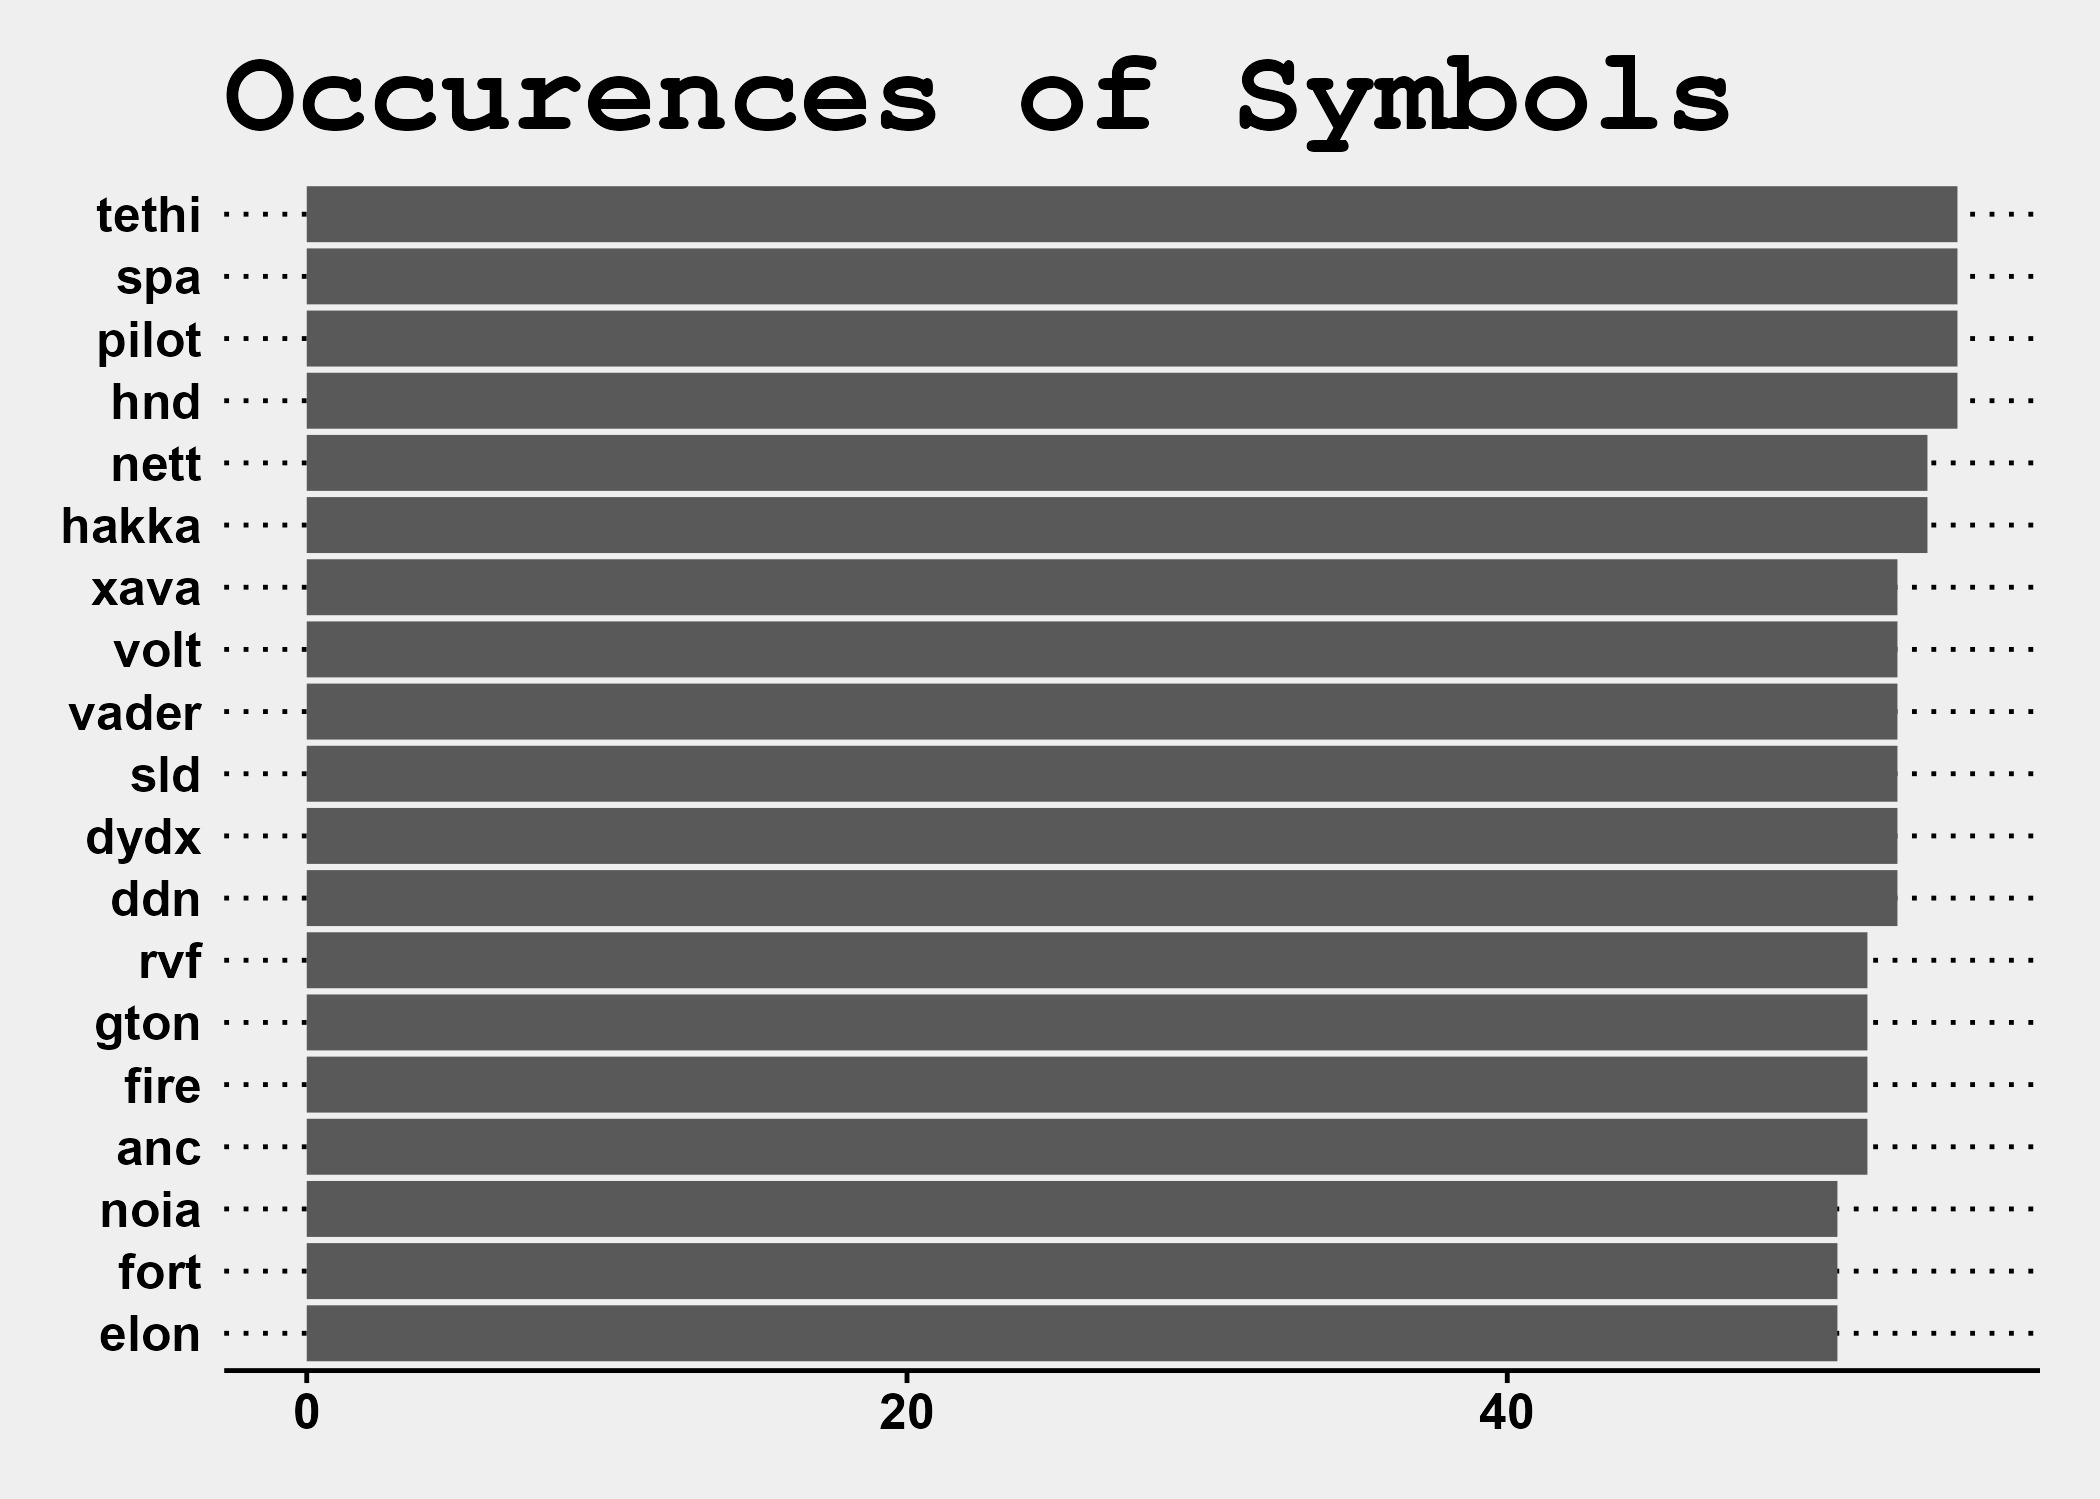 Occurences of Symbols
tethi
spa
pilot
hnd
nett
hakka
xava
volt
vader
sld
dydx
ddn
rvf
gton
fire
anc
noia
fort
elon
0 20 40